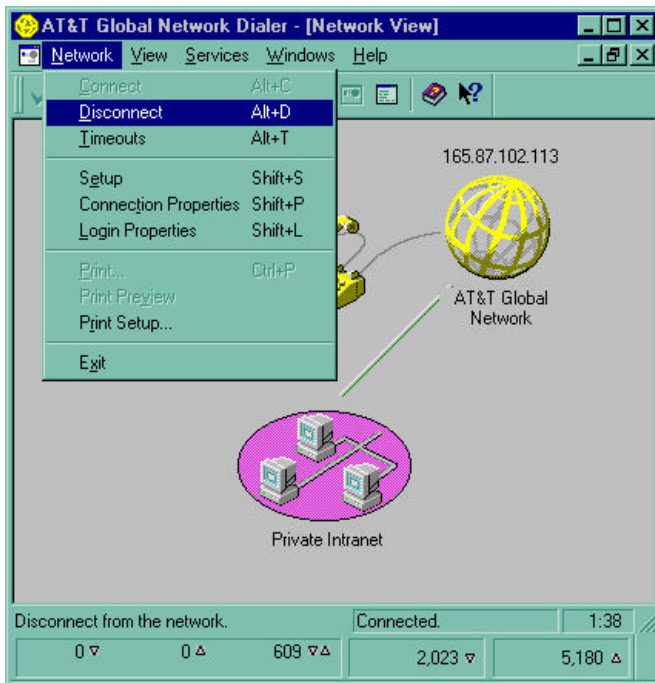 AT&T Global Network Dialer - [Network View]
Network View Services Windows Help
Connect Alt+C
Disconnect Alt+D
Timeouts Alt+T
Setup Shift+S
Connection Properties Shift+P
Login Properties Shift+L
Print... Ctrl+P
Print Preview
Print Setup...
Exit
165.87.102.113
AT&T Global
Network
Private Intranet
Disconnect from the network. Connected. 1:38
0 0 609 2,023 5,180